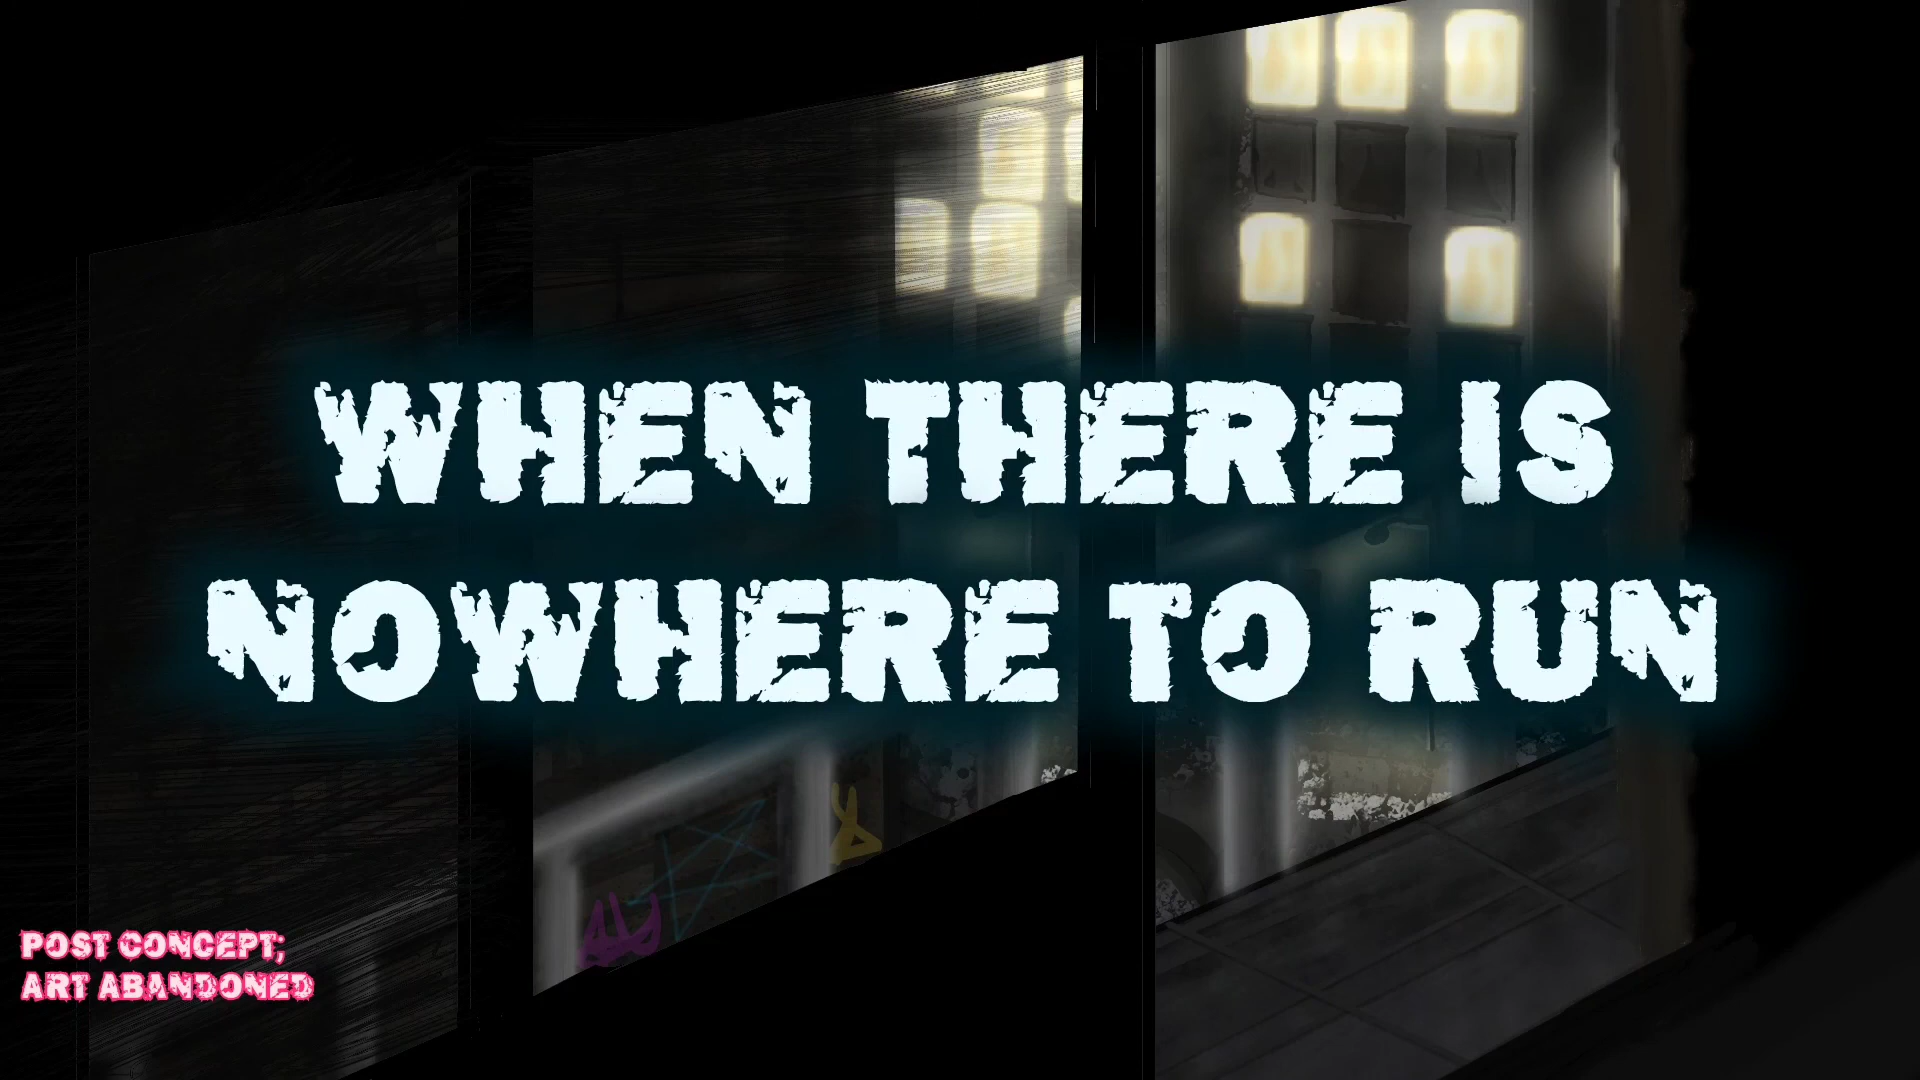 WHEN THERE IS
NOWHERE TO RUN
POST CONCEPT;
ART ABANDONED